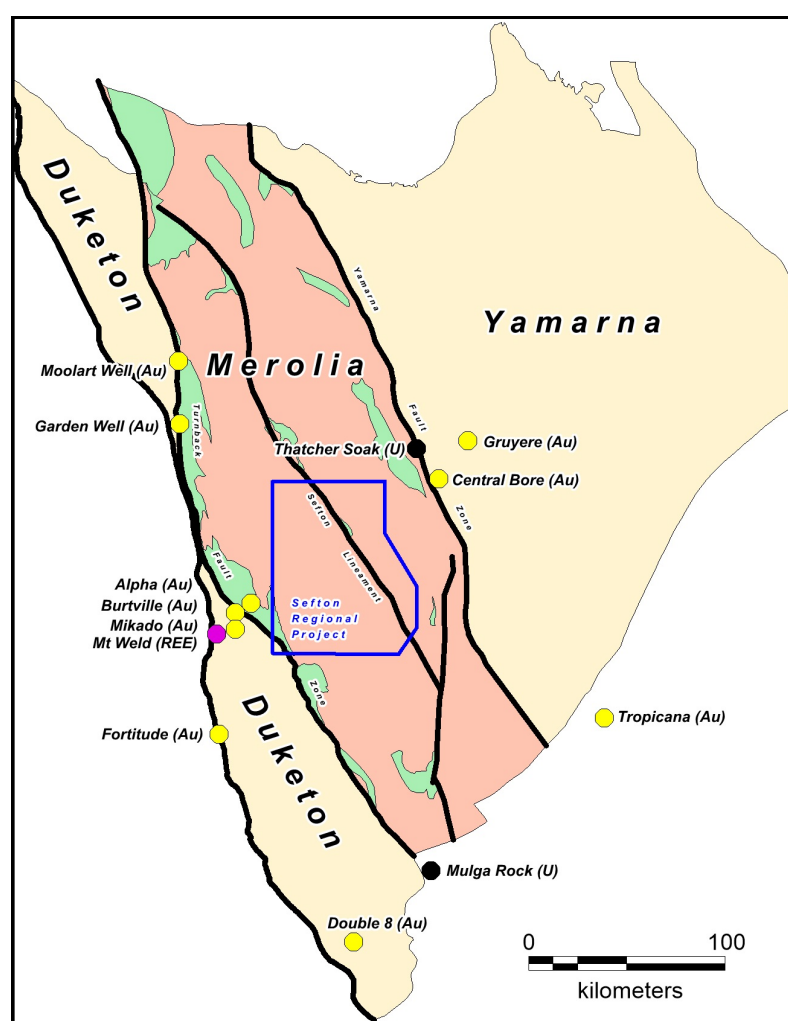 Duketon
Yamarna
Yamarna
Merolia
Moolart Well (Au)
Turnback
Garden Well (Au)
Fault
Gruyere (Au)
Thatcher Soak (U)
Central Bore (Au)
Zone
Sefton
Lineament
Fault
Alpha (Au)
Burtville (Au)
Mikado (Au)
Mt Weld (REE)
Sefton
Regional
Project
Zone
Duketon
Tropicana (Au)
Fortitude (Au)
Mulga Rock (U)
Double 8 (Au)
0 100
kilometers